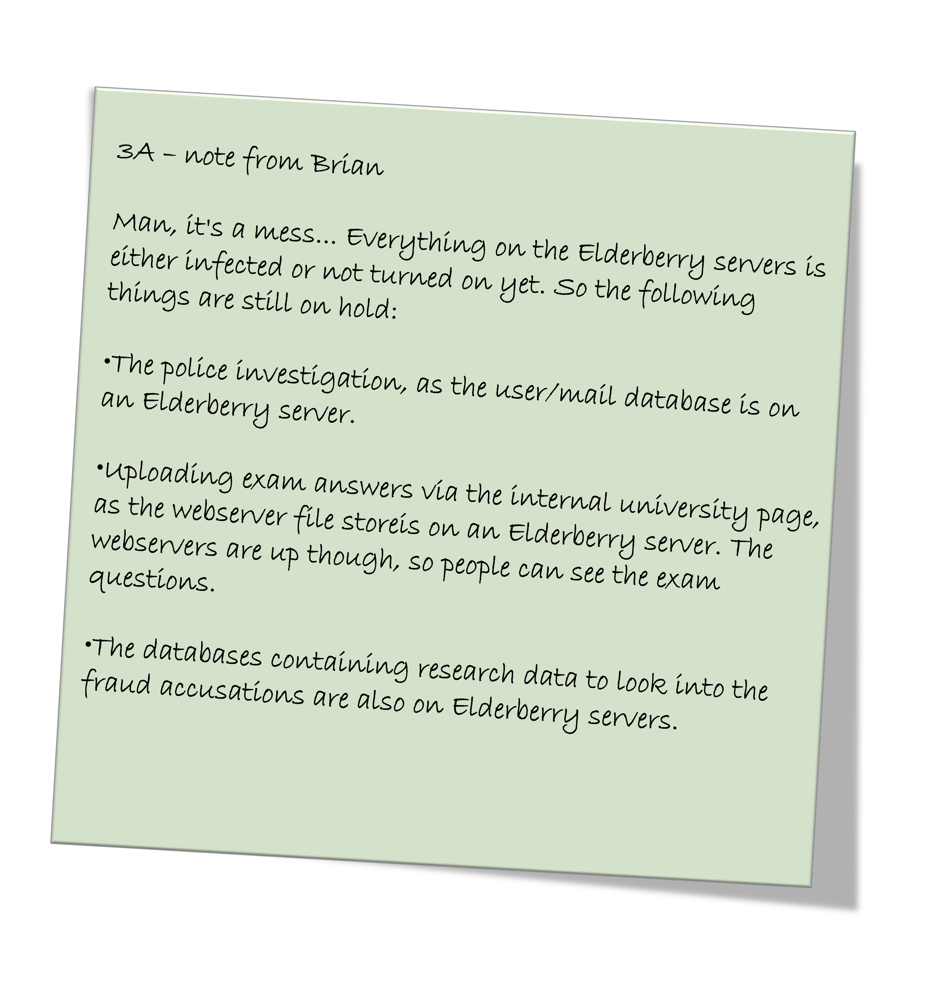 3A – note from Brian
Man, it's a mess... Everything on the Elderberry servers is
either infected or not turned on yet. So the following
things are still on hold:
•The police investigation, as the user/mail database is on
an Elderberry server.
•Uploading exam answers via the internal university page,
as the webserver file storeis on an Elderberry server. The
webservers are up though, so people can see the exam
questions.
•The databases containing research data to look into the
fraud accusations are also on Elderberry servers.